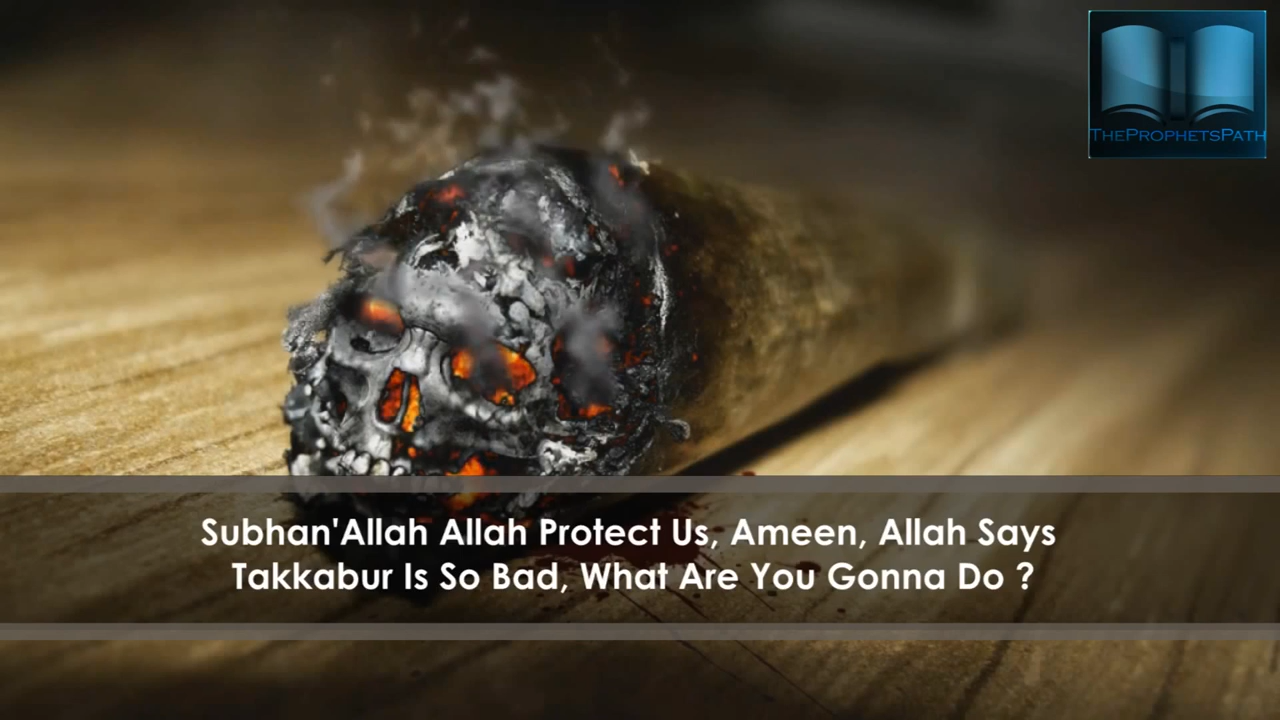 THEPROPHETSPATH
Subhan'Allah Allah Protect Us, Ameen, Allah Says
Takkabur Is So Bad, What Are You Gonna Do ?